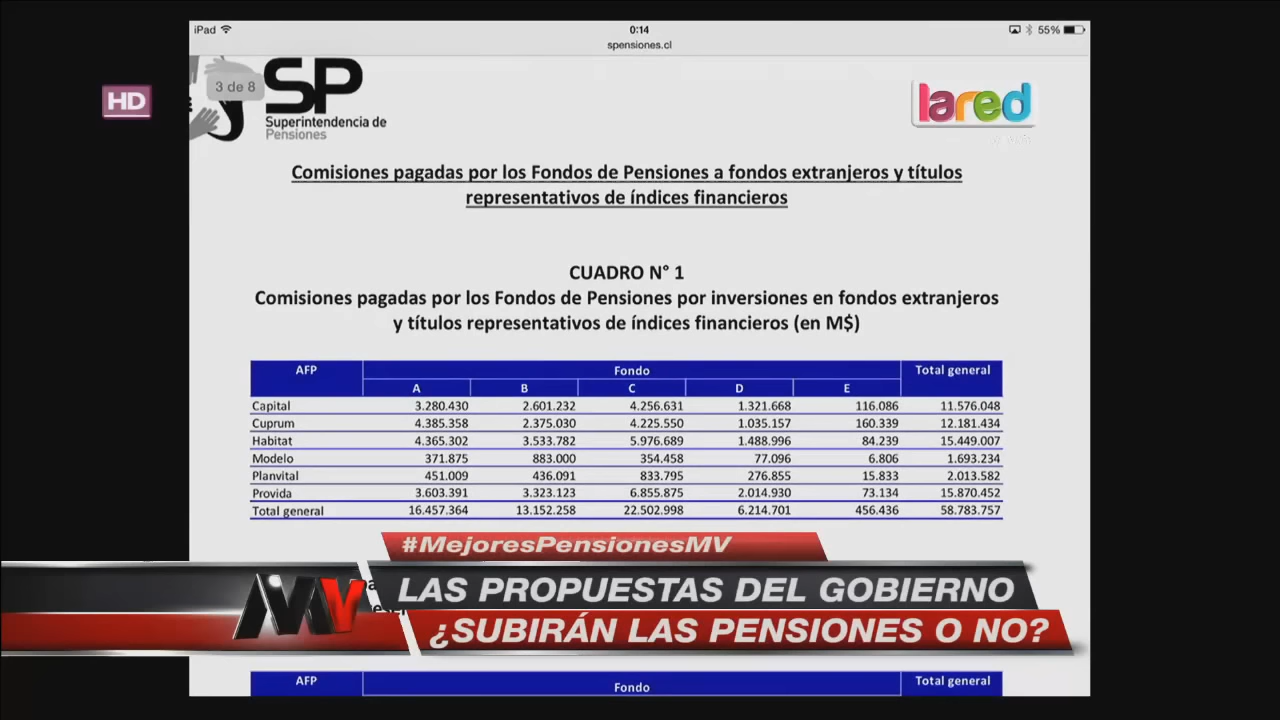 iPad
0:14
55%
spensiones.cl
HD
3 de 8
SP
Superintendencia de
Pensiones
lared
Comisiones pagadas por los Fondos de Pensiones a fondos extranjeros y títulos
representativos de índices financieros
CUADRO N° 1
Comisiones pagadas por los Fondos de Pensiones por inversiones en fondos extranjeros
y títulos representativos de índices financieros (en M$)
AFP Fondo Total general
A B C D E
Capital 3.280.430 2.601.232 4.256.631 1.321.668 116.086 11.576.048
Cuprum 4.385.358 2.375.030 4.225.550 1.035.157 160.339 12.181.434
Habitat 4.365.302 3.533.782 5.976.689 1.488.996 84.239 15.449.007
Modelo 371.875 883.000 354.458 77.096 6.806 1.693.234
Planvital 451.009 436.091 833.795 276.855 15.833 2.013.582
Provida 3.603.391 3.323.123 6.855.875 2.014.930 73.134 15.870.452
Total general 16.457.364 13.152.258 22.502.998 6.214.701 456.436 58.783.757
#MejoresPensionesMV
MV
LAS PROPUESTAS DEL GOBIERNO
¿SUBIRÁN LAS PENSIONES O NO?
AFP Fondo Total general